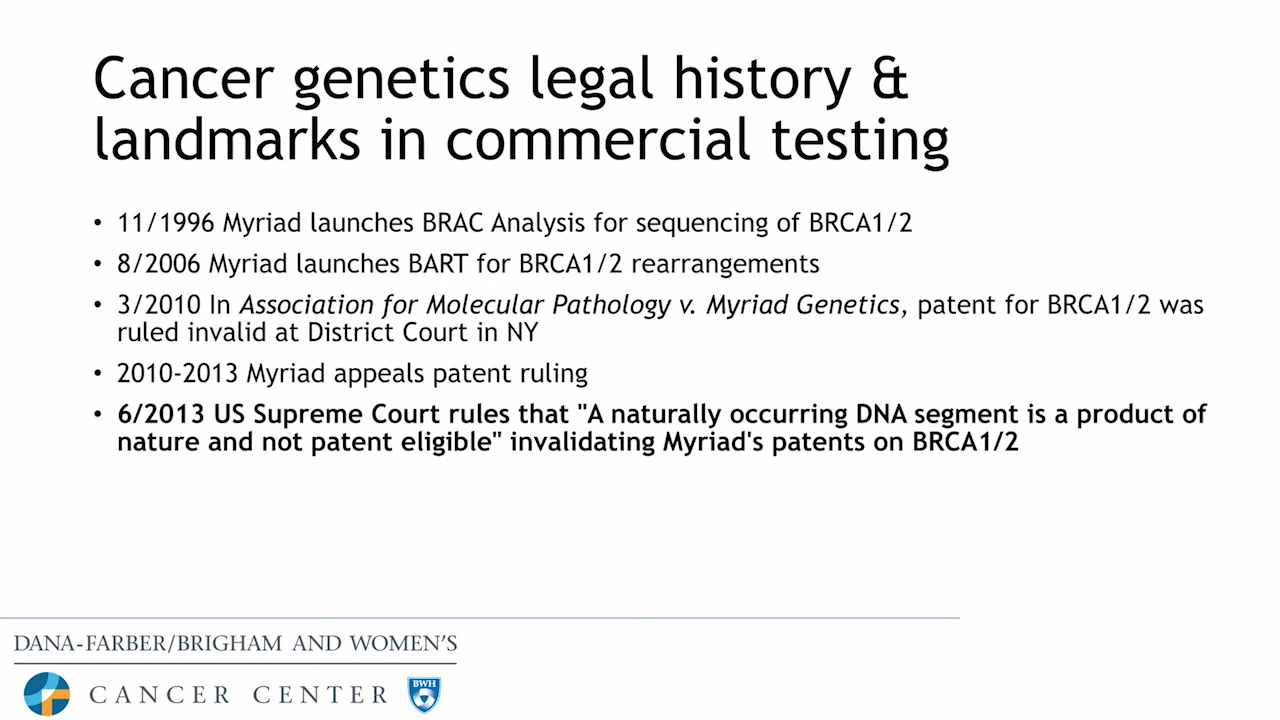 Cancer genetics legal history &
landmarks in commercial testing
• 11/1996 Myriad launches BRAC Analysis for sequencing of BRCA1/2
• 8/2006 Myriad launches BART for BRCA1/2 rearrangements
• 3/2010 In Association for Molecular Pathology v. Myriad Genetics, patent for BRCA1/2 was
ruled invalid at District Court in NY
• 2010-2013 Myriad appeals patent ruling
• 6/2013 US Supreme Court rules that "A naturally occurring DNA segment is a product of
nature and not patent eligible" invalidating Myriad's patents on BRCA1/2
DANA-FARBER/BRIGHAM AND WOMEN'S
CANCER CENTER
BWH